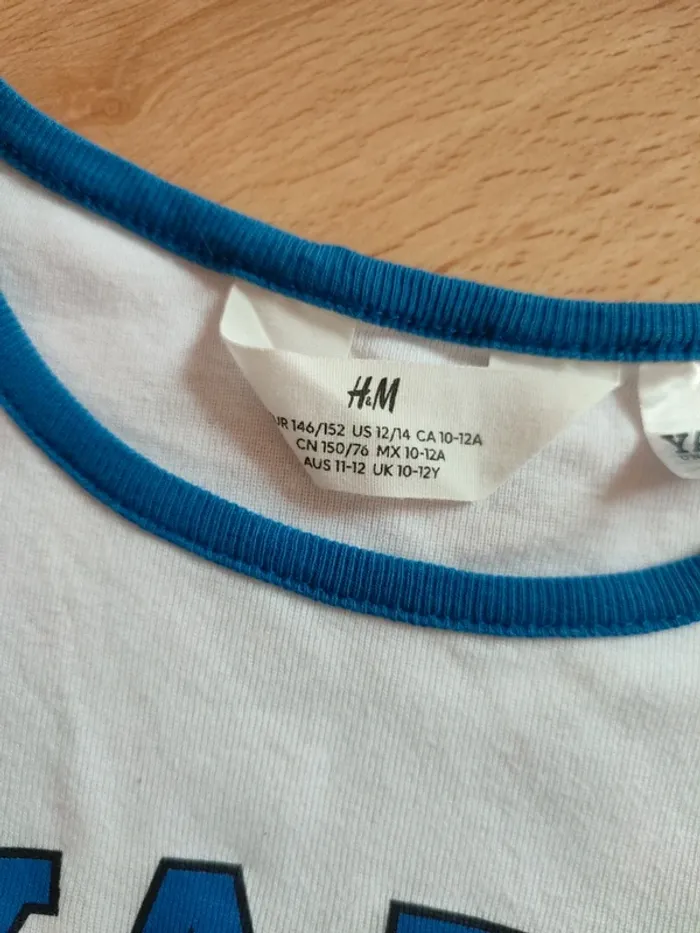 H&M
UR 146/152 US 12/14 CA 10-12A
CN 150/76 MX 10-12A
AUS 11-12 UK 10-12Y